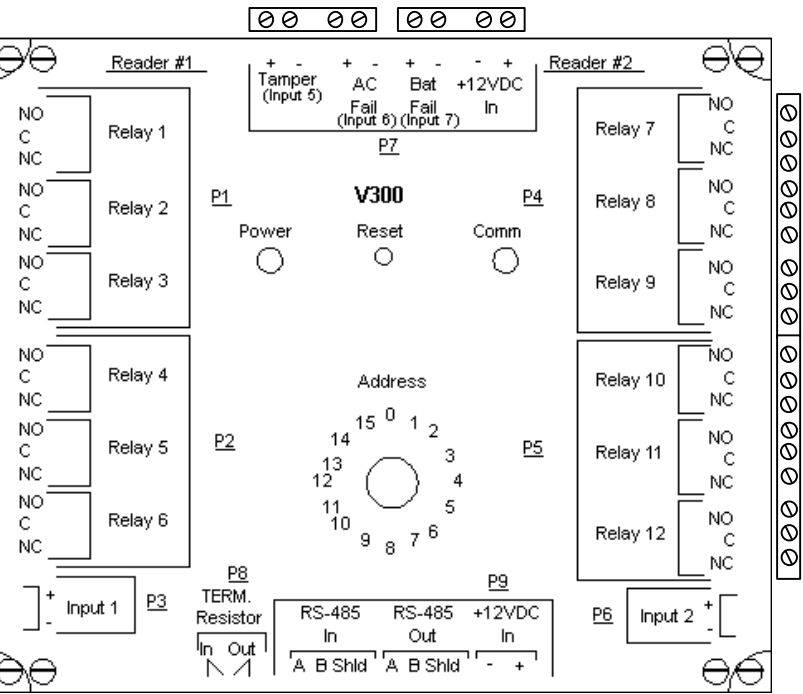 Reader #1
Reader #2
+ - + - + - - +
Tamper
(Input 5)
AC
Fail
(Input 6)
Bat
Fail
(Input 7)
+12VDC
In
P7
NO
C
NC
Relay 1
NO
C
NC
Relay 2
NO
C
NC
Relay 3
P1
V300
P4
Power
Reset
Comm
Relay 7
NO
C
NC
Relay 8
NO
C
NC
Relay 9
NO
C
NC
NO
C
NC
Relay 4
NO
C
NC
Relay 5
NO
C
NC
Relay 6
P2
Address
0
1
2
3
4
5
6
7
8
9
10
11
12
13
14
15
P5
Relay 10
NO
C
NC
Relay 11
NO
C
NC
Relay 12
NO
C
NC
+
-
Input 1
P3
P8
TERM.
Resistor
In Out
P9
RS-485
In
A B Shld
RS-485
Out
A B Shld
+12VDC
In
- +
P6
Input 2
+
-